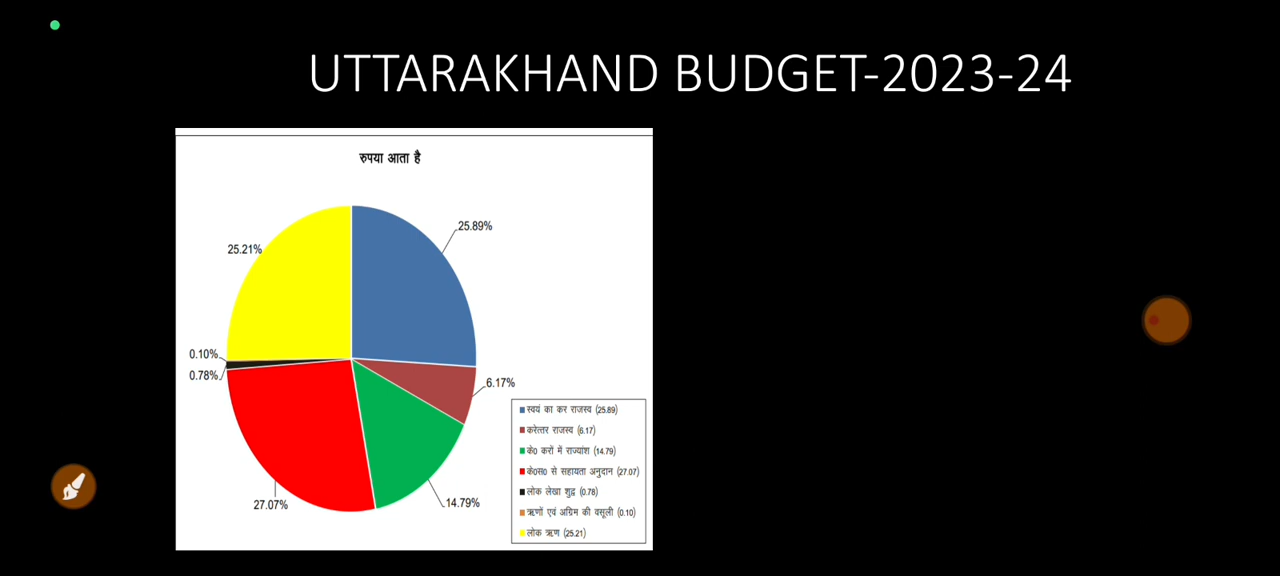 UTTARAKHAND BUDGET-2023-24
रुपया आता है
25.89%
25.21%
0.10%
0.78%
6.17%
27.07%
14.79%
स्वयं का कर राजस्व (25.89)
करेत्तर राजस्व (6.17)
के0 करों में राज्यांश (14.79)
के0स0 से सहायता अनुदान (27.07)
लोक लेखा शुद्ध (0.78)
ऋणों एवं अग्रिम की वसूली (0.10)
लोक ऋण (25.21)